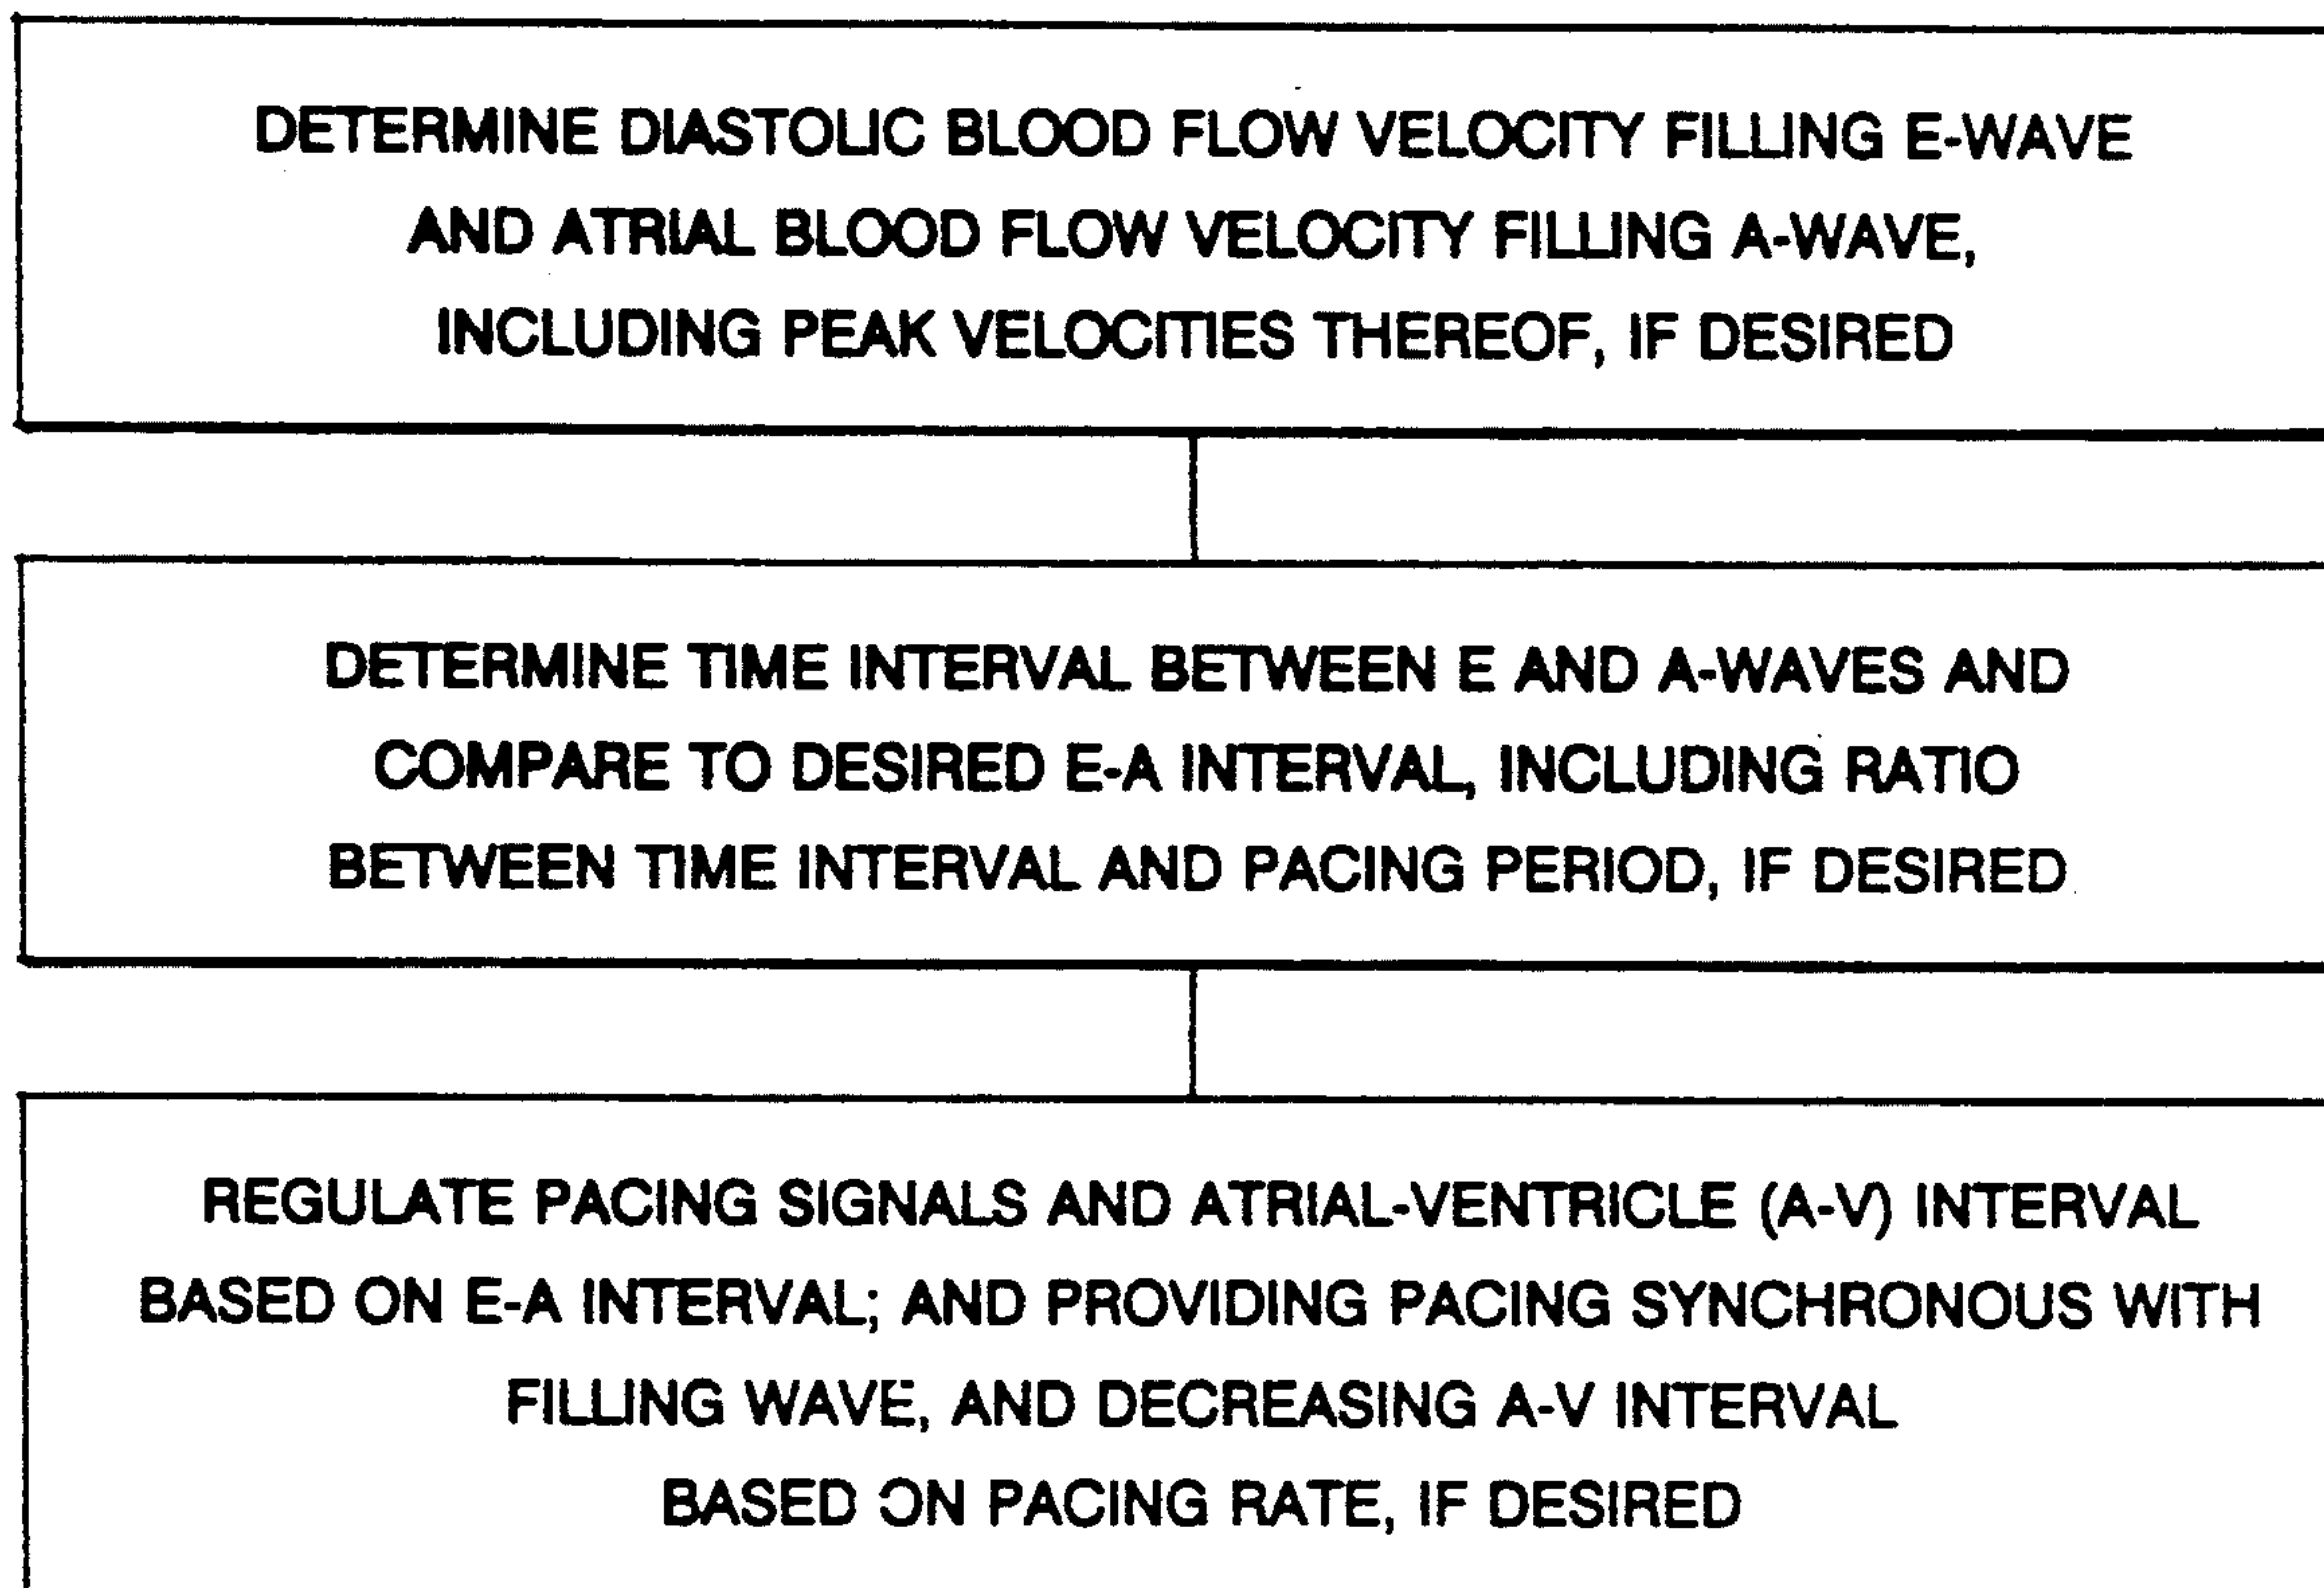 DETERMINE DIASTOLIC BLOOD FLOW VELOCITY FILLING E-WAVE
AND ATRIAL BLOOD FLOW VELOCITY FILLING A-WAVE,
INCLUDING PEAK VELOCITIES THEREOF, IF DESIRED
DETERMINE TIME INTERVAL BETWEEN E AND A-WAVES AND
COMPARE TO DESIRED E-A INTERVAL, INCLUDING RATIO
BETWEEN TIME INTERVAL AND PACING PERIOD, IF DESIRED
REGULATE PACING SIGNALS AND ATRIAL-VENTRICLE (A-V) INTERVAL
BASED ON E-A INTERVAL; AND PROVIDING PACING SYNCHRONOUS WITH
FILLING WAVE, AND DECREASING A-V INTERVAL
BASED ON PACING RATE, IF DESIRED